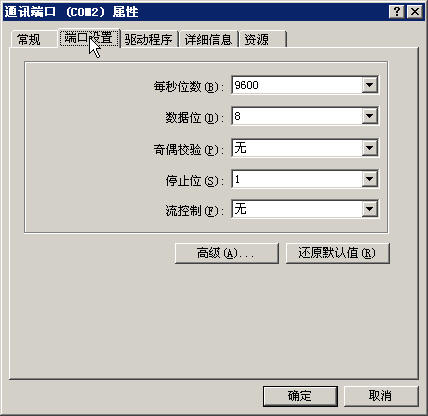 通讯端口 (COM2) 属性
常规 端口设置 驱动程序 详细信息 资源
每秒位数(B): 9600
数据位(D): 8
奇偶校验(P): 无
停止位(S): 1
流控制(F): 无
高级(A)... 还原默认值(R)
确定 取消